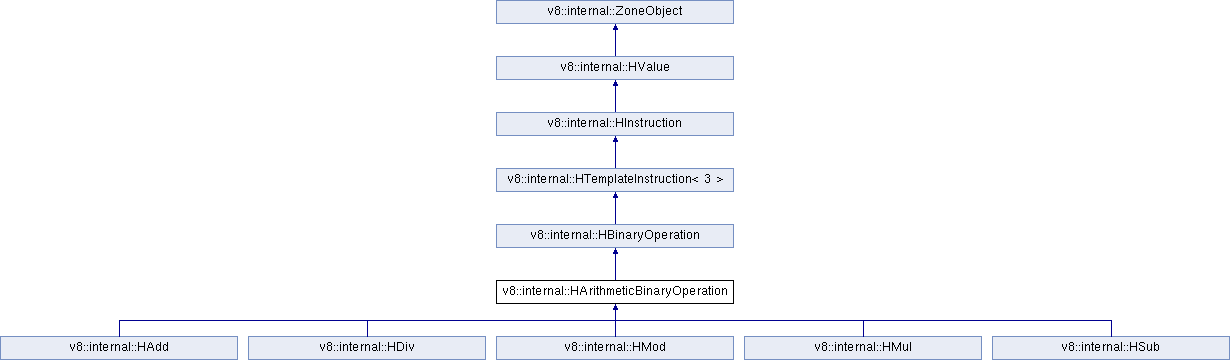 v8::internal::ZoneObject
v8::internal::HValue
v8::internal::HInstruction
v8::internal::HTemplateInstruction< 3 >
v8::internal::HBinaryOperation
v8::internal::HArithmeticBinaryOperation
v8::internal::HAdd
v8::internal::HDiv
v8::internal::HMod
v8::internal::HMul
v8::internal::HSub